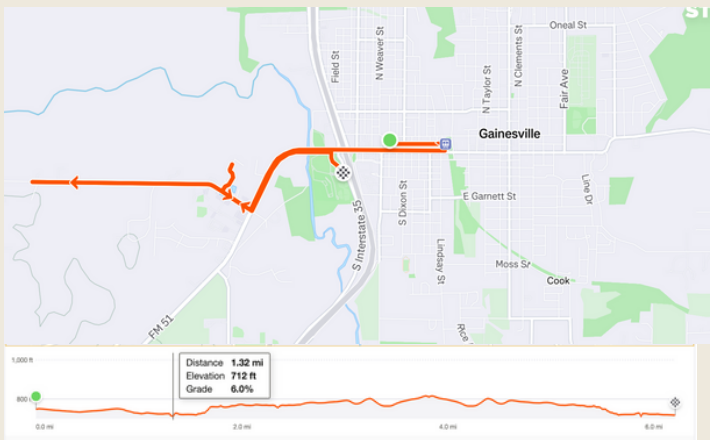 ST
Oneal St
Field St
N Weaver St
N Taylor St
N Clements St
Fair Ave
Gainesville
E Garnett St
S Dixon St
Line Dr
S Interstate 35
Lindsay St
Moss Sr
Cook
FM 51
Rice
1,000 ft
Distance 1.32 mi
Elevation 712 ft
Grade 6.0%
800
0.0 mi
2.0 mi
4.0 mi
6.0 mi